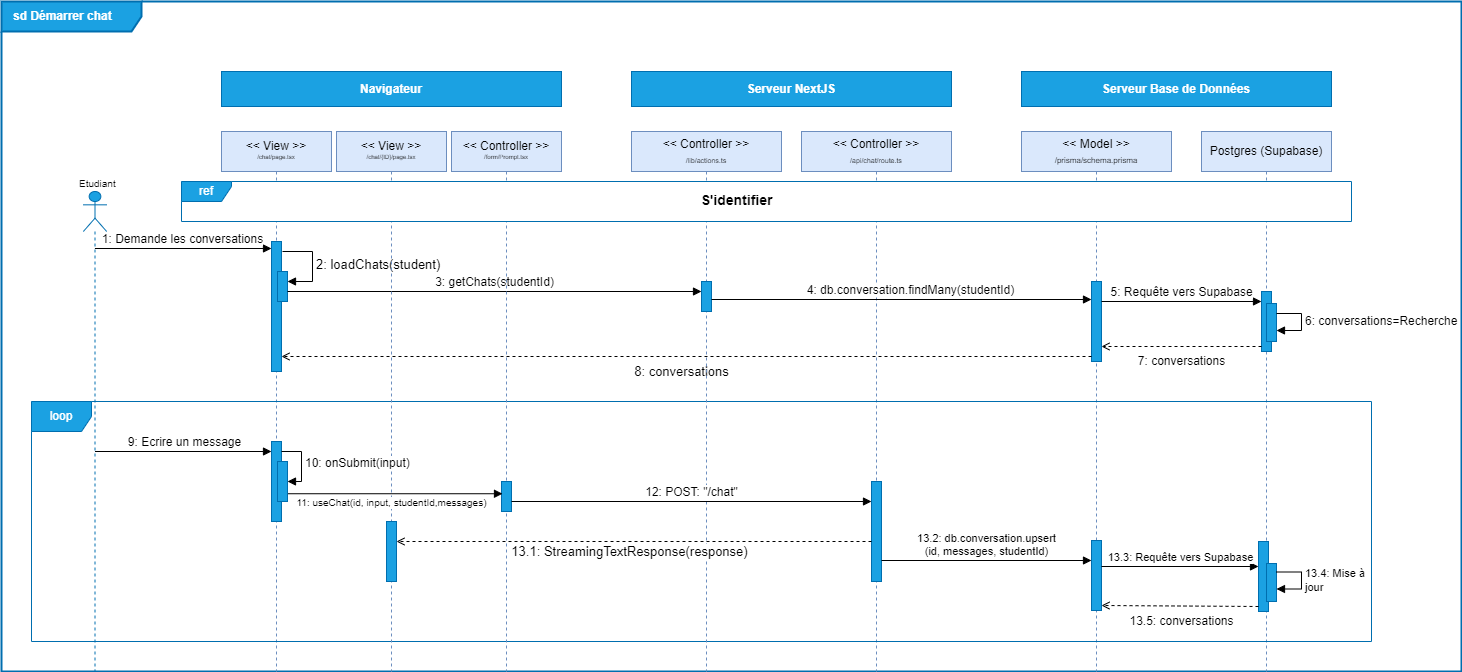 sd Démarrer chat
Navigateur
Serveur NextJS
Serveur Base de Données
<< View >>
/chat/page.tsx
<< View >>
/chat/[ID]/page.tsx
<< Controller >>
/form/Prompt.tsx
<< Controller >>
/lib/actions.ts
<< Controller >>
/api/chat/route.ts
<< Model >>
/prisma/schema.prisma
Postgres (Supabase)
Etudiant
ref
S'identifier
1: Demande les conversations
2: loadChats(student)
3: getChats(studentId)
4: db.conversation.findMany(studentId)
5: Requête vers Supabase
6: conversations=Recherche
7: conversations
8: conversations
loop
9: Ecrire un message
10: onSubmit(input)
11: useChat(id, input, studentId,messages)
12: POST: "/chat"
13.1: StreamingTextResponse(response)
13.2: db.conversation.upsert
(id, messages, studentId)
13.3: Requête vers Supabase
13.4: Mise à
jour
13.5: conversations